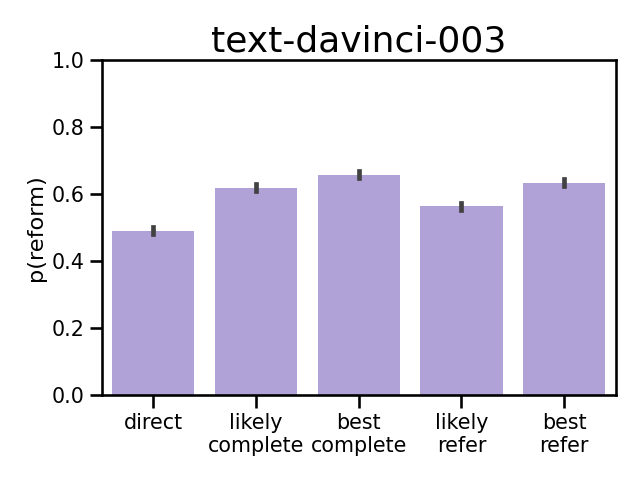 text-davinci-003
1.0
0.8
0.6
0.4
0.2
0.0
p(reform)
direct
likely complete
best complete
likely refer
best refer